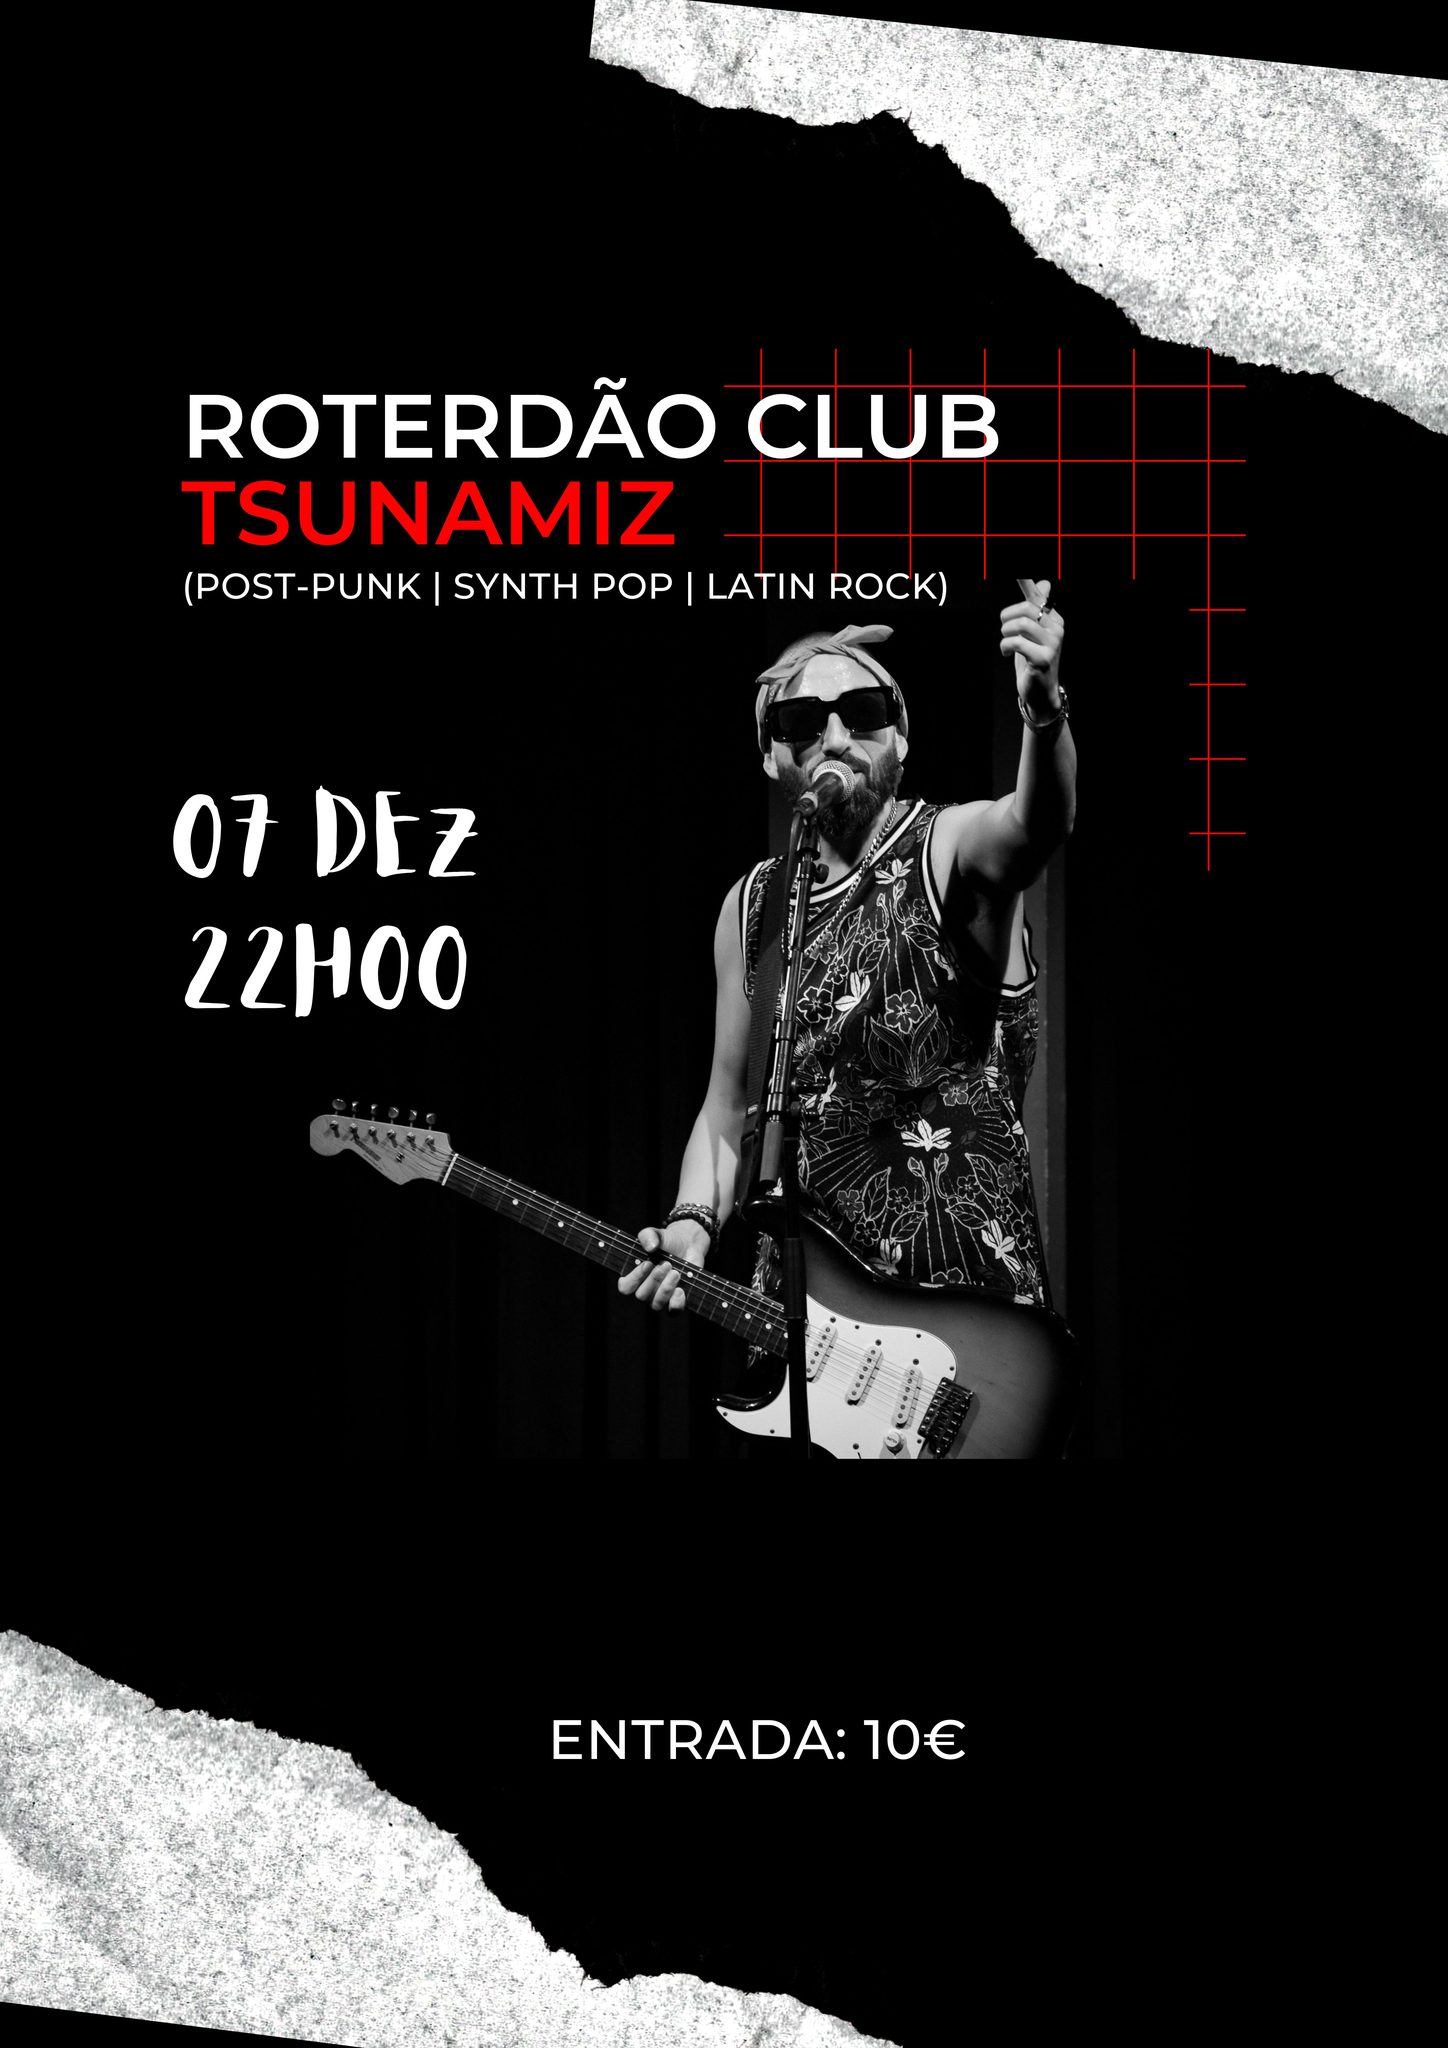 ROTERDÃO CLUB
TSUNAMIZ
(POST-PUNK | SYNTH POP | LATIN ROCK)
07 DEZ
22H00
ENTRADA: 10€